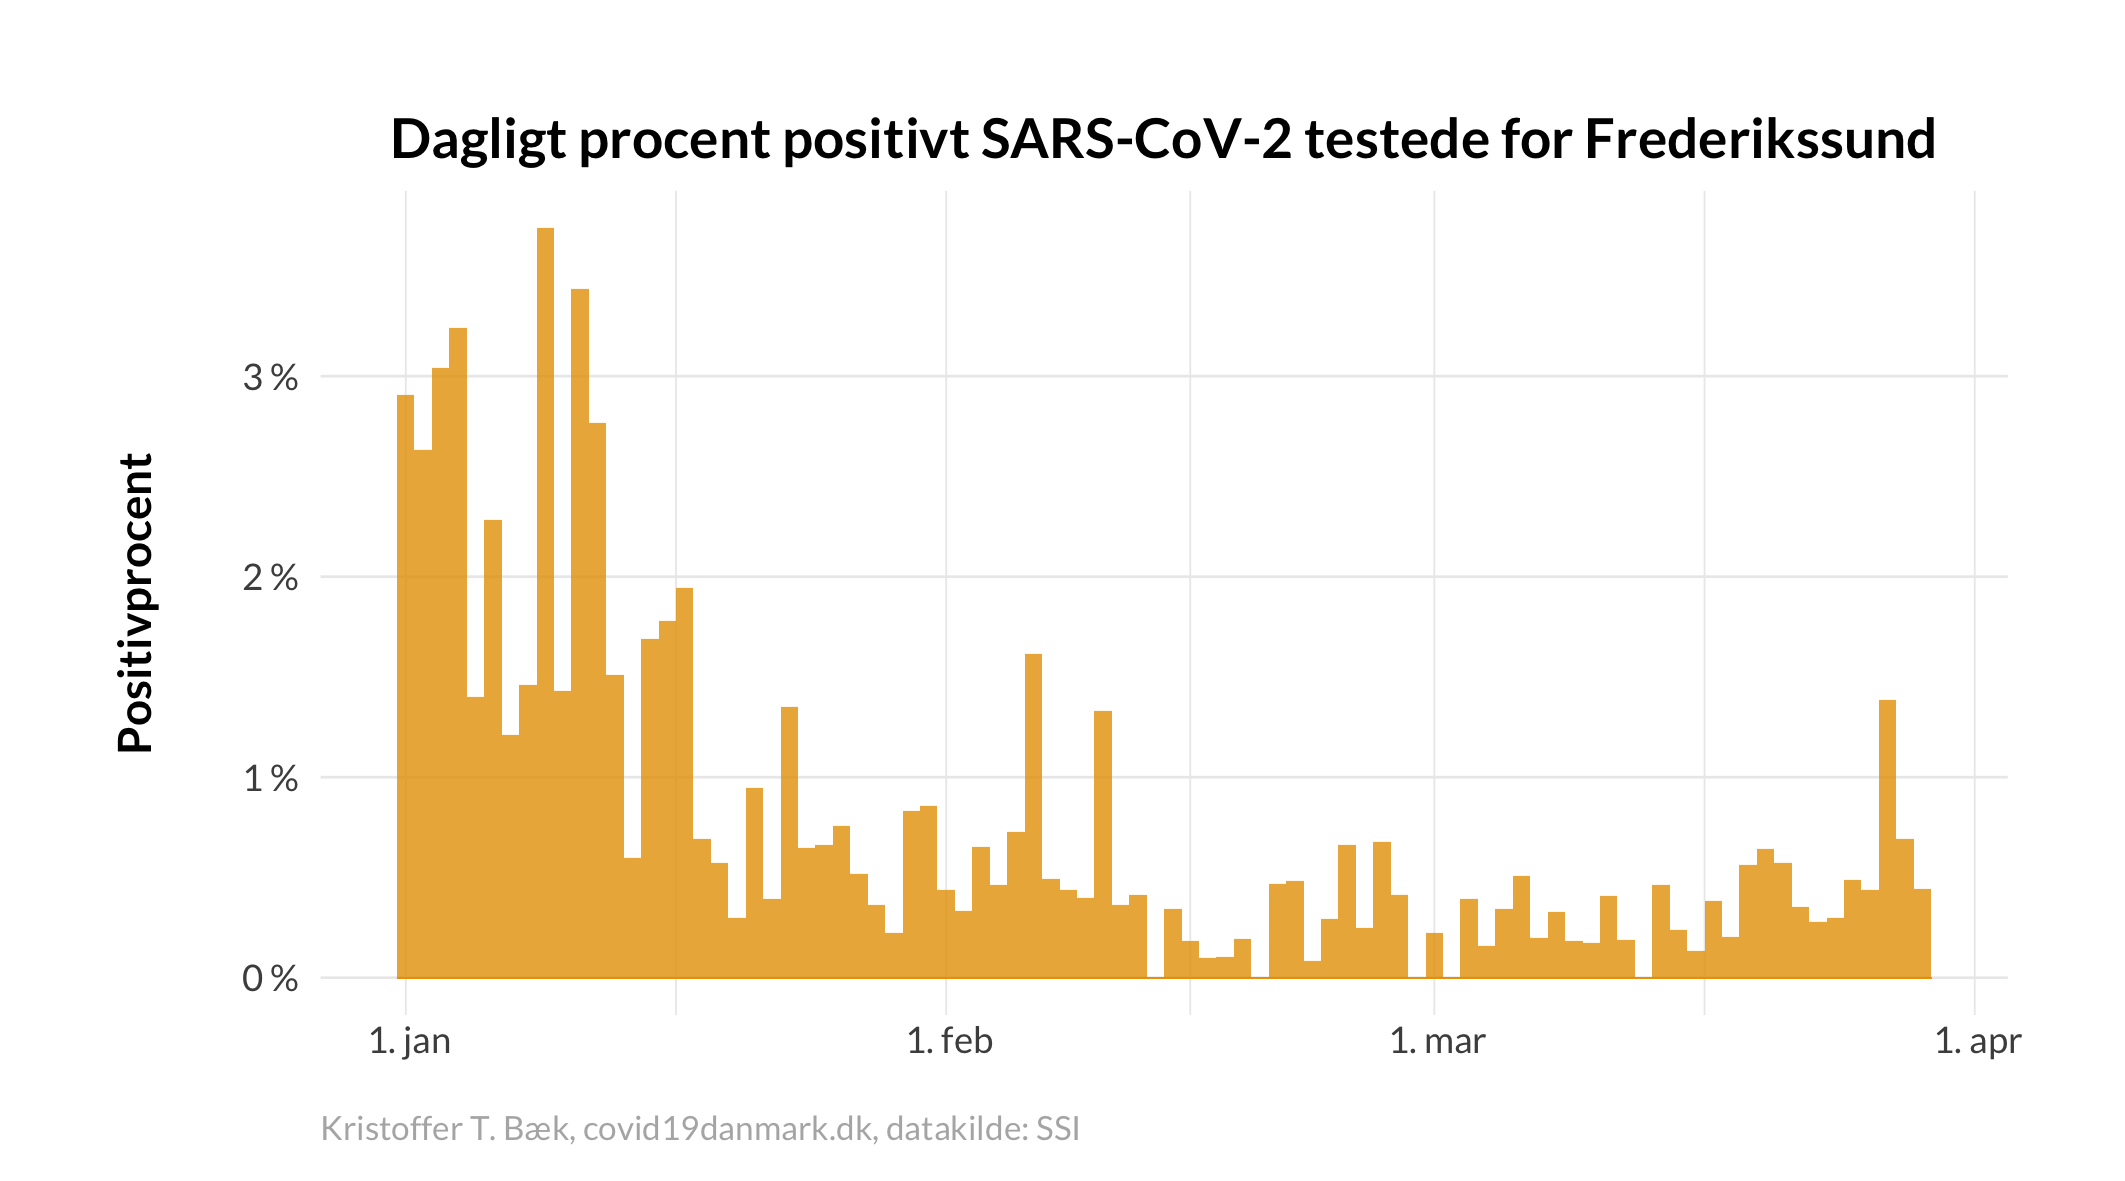 Dagligt procent positivt SARS-CoV-2 testede for Frederikssund
Positivprocent
3 %
2 %
1 %
0 %
1. jan
1. feb
1. mar
1. apr
Kristoffer T. Bæk, covid19danmark.dk, datakilde: SSI